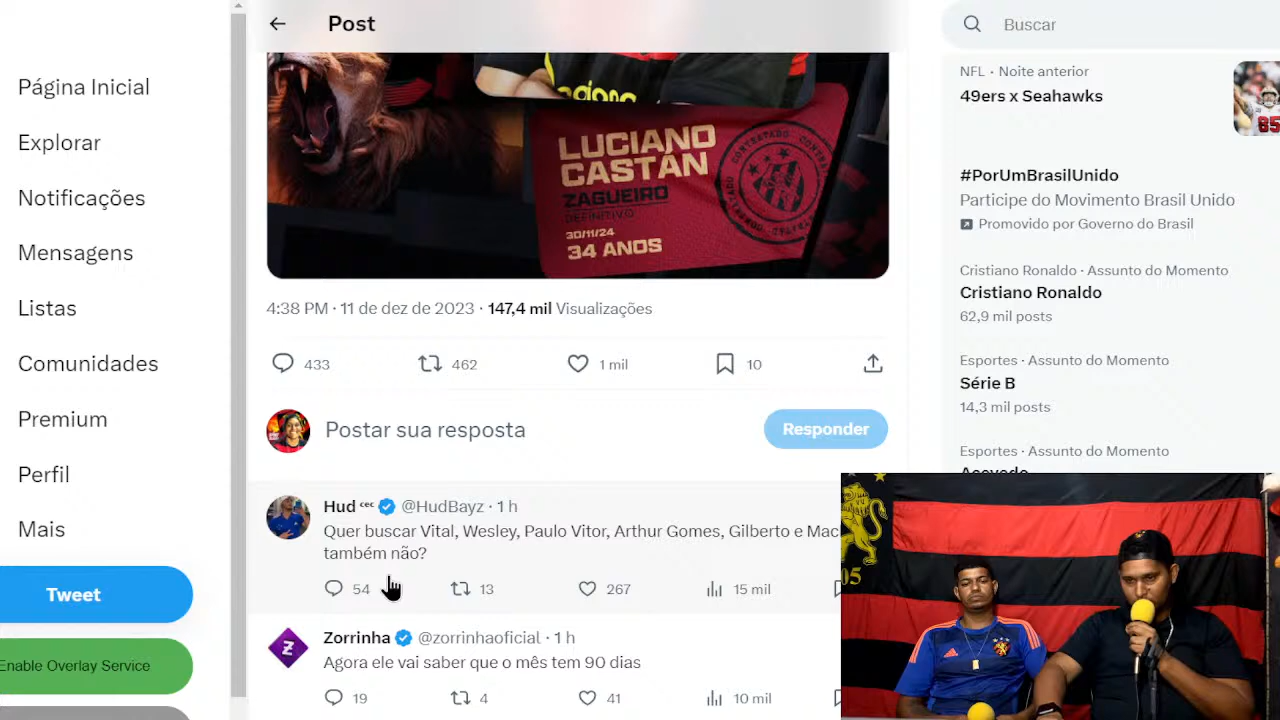 Post
Buscar
Página Inicial
Explorar
Notificações
Mensagens
Listas
Comunidades
Premium
Perfil
Mais
Tweet
Enable Overlay Service
LUCIANO
CASTÁN
ZAGUEIRO
DEFINITIVO
30/11/24
34 ANOS
CONTRATADO
4:38 PM · 11 de dez de 2023 · 147,4 mil Visualizações
433 462 1 mil 10
Postar sua resposta
Responder
Hud cec @HudBayz · 1 h
Quer buscar Vital, Wesley, Paulo Vitor, Arthur Gomes, Gilberto e Mac
também não?
54 13 267 15 mil
Zorrinha @zorrinhaoficial · 1 h
Agora ele vai saber que o mês tem 90 dias
19 4 41 10 mil
NFL · Noite anterior
49ers x Seahawks
85
#PorUmBrasilUnido
Participe do Movimento Brasil Unido
Promovido por Governo do Brasil
Cristiano Ronaldo · Assunto do Momento
Cristiano Ronaldo
62,9 mil posts
Esportes · Assunto do Momento
Série B
14,3 mil posts
Esportes · Assunto do Momento
05